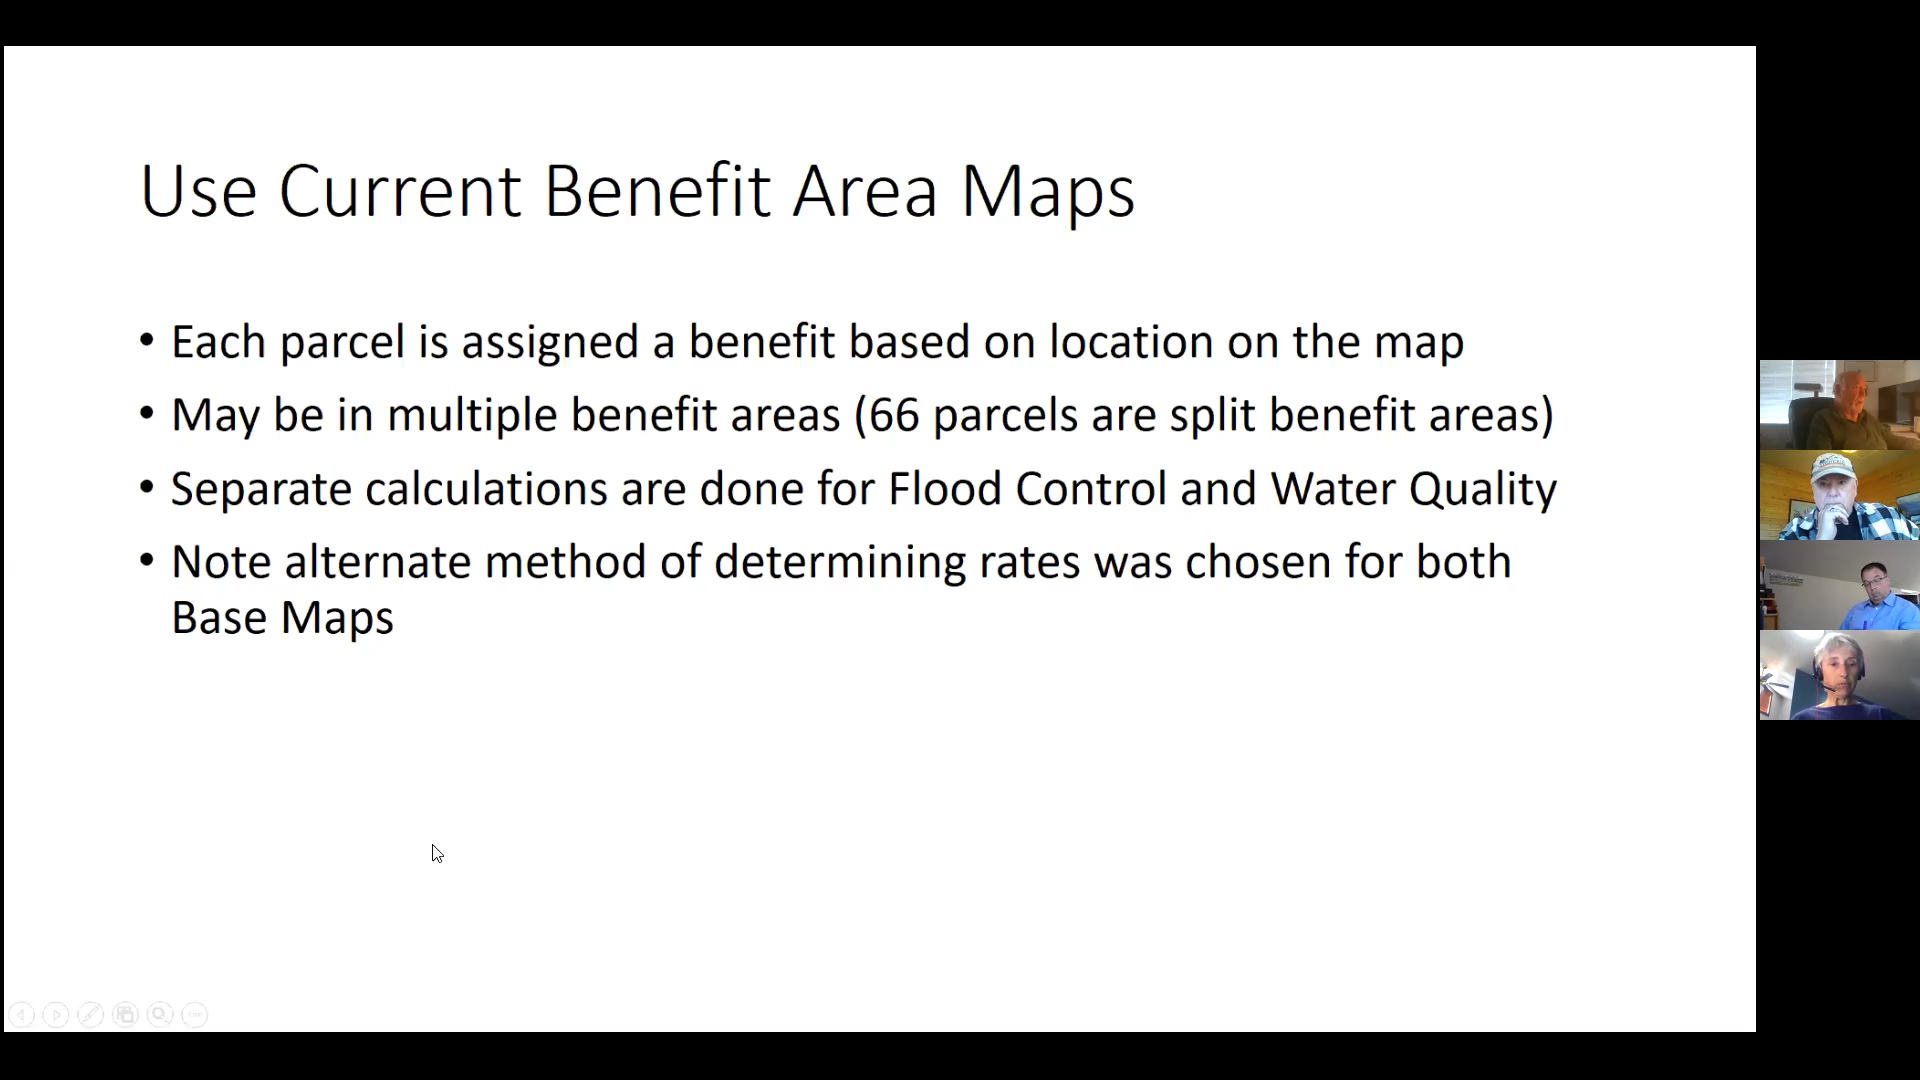 Use Current Benefit Area Maps
• Each parcel is assigned a benefit based on location on the map
• May be in multiple benefit areas (66 parcels are split benefit areas)
• Separate calculations are done for Flood Control and Water Quality
• Note alternate method of determining rates was chosen for both
Base Maps